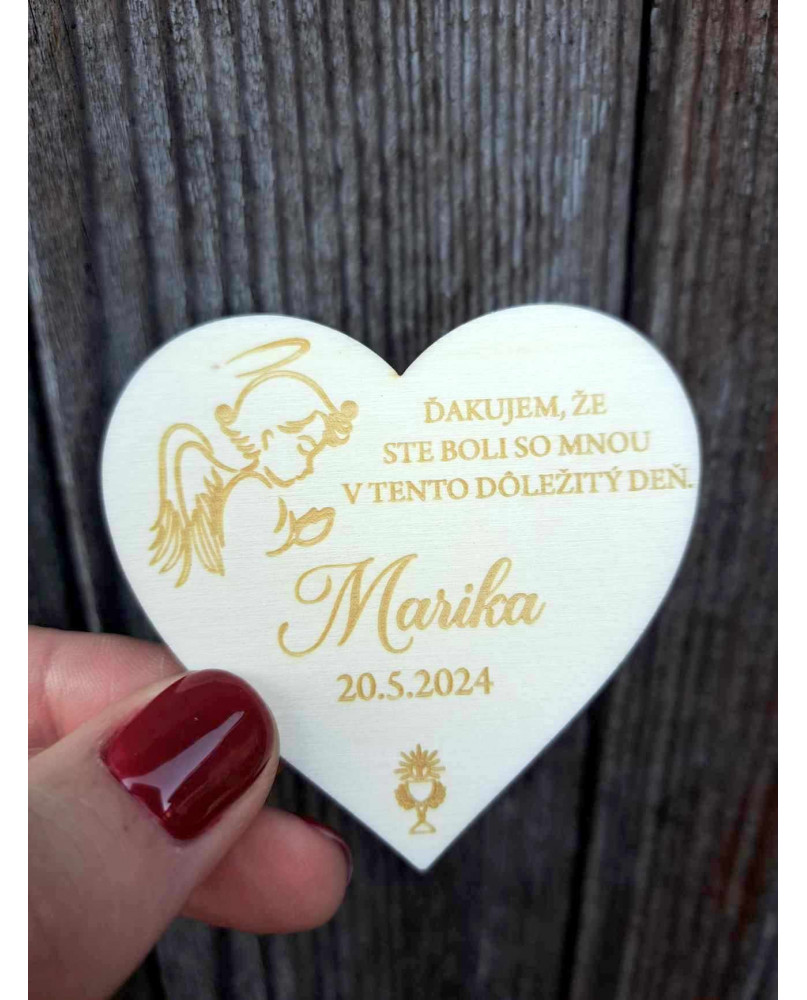 ĎAKUJEM, ŽE
STE BOLI SO MNOU
V TENTO DÔLEŽITÝ DEŇ.
Marika
20.5.2024